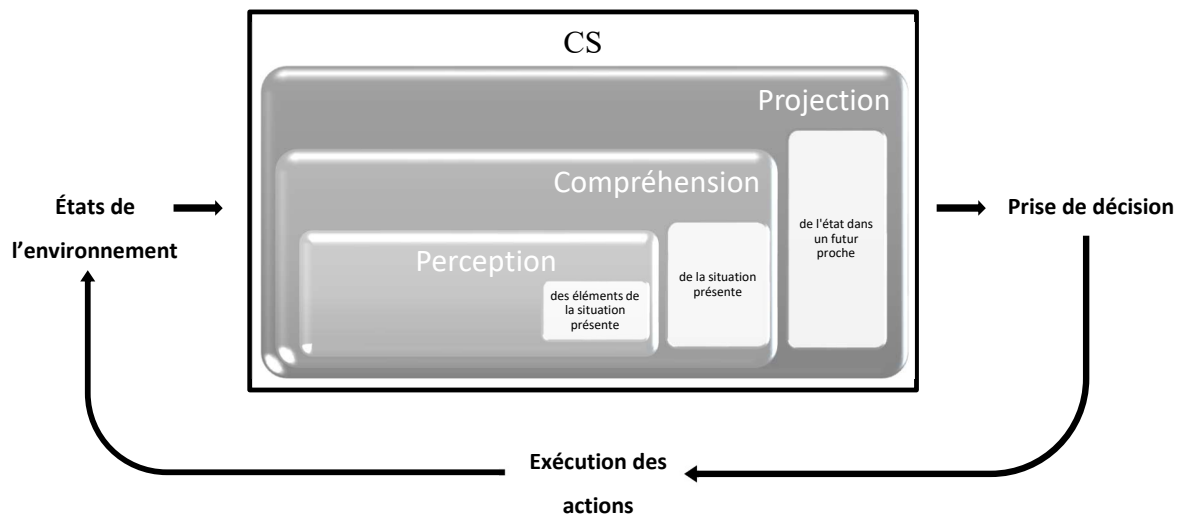 CS
Projection
Compréhension
Perception
des éléments de
la situation
présente
de la situation
présente
de l'état dans
un futur
proche
États de
l'environnement
Prise de décision
Exécution des
actions